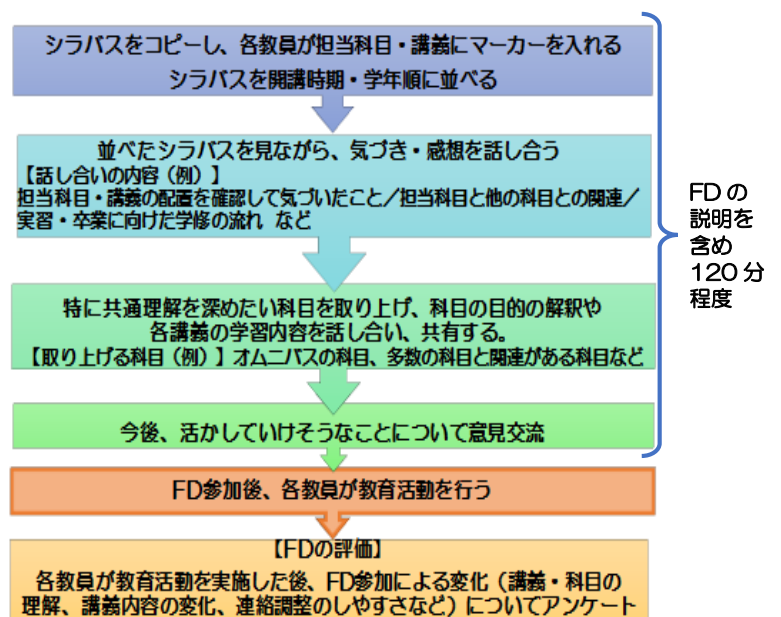 シラバスをコピーし、各教員が担当科目・講義にマーカーを入れる
シラバスを開講時期・学年順に並べる
並べたシラバスを見ながら、気づき・感想を話し合う
【話し合いの内容（例）】
担当科目・講義の配置を確認して気づいたこと／担当科目と他の科目との関連／
実習・卒業に向けた学修の流れ など
特に共通理解を深めたい科目を取り上げ、科目の目的の解釈や
各講義の学習内容を話し合い、共有する。
【取り上げる科目（例）】オムニバスの科目、多数の科目と関連がある科目など
今後、活かしていけそうなことについて意見交流
FDの
説明を
含め
120分
程度
FD参加後、各教員が教育活動を行う
【FDの評価】
各教員が教育活動を実施した後、FD参加による変化（講義・科目の
理解、講義内容の変化、連絡調整のしやすさなど）についてアンケート